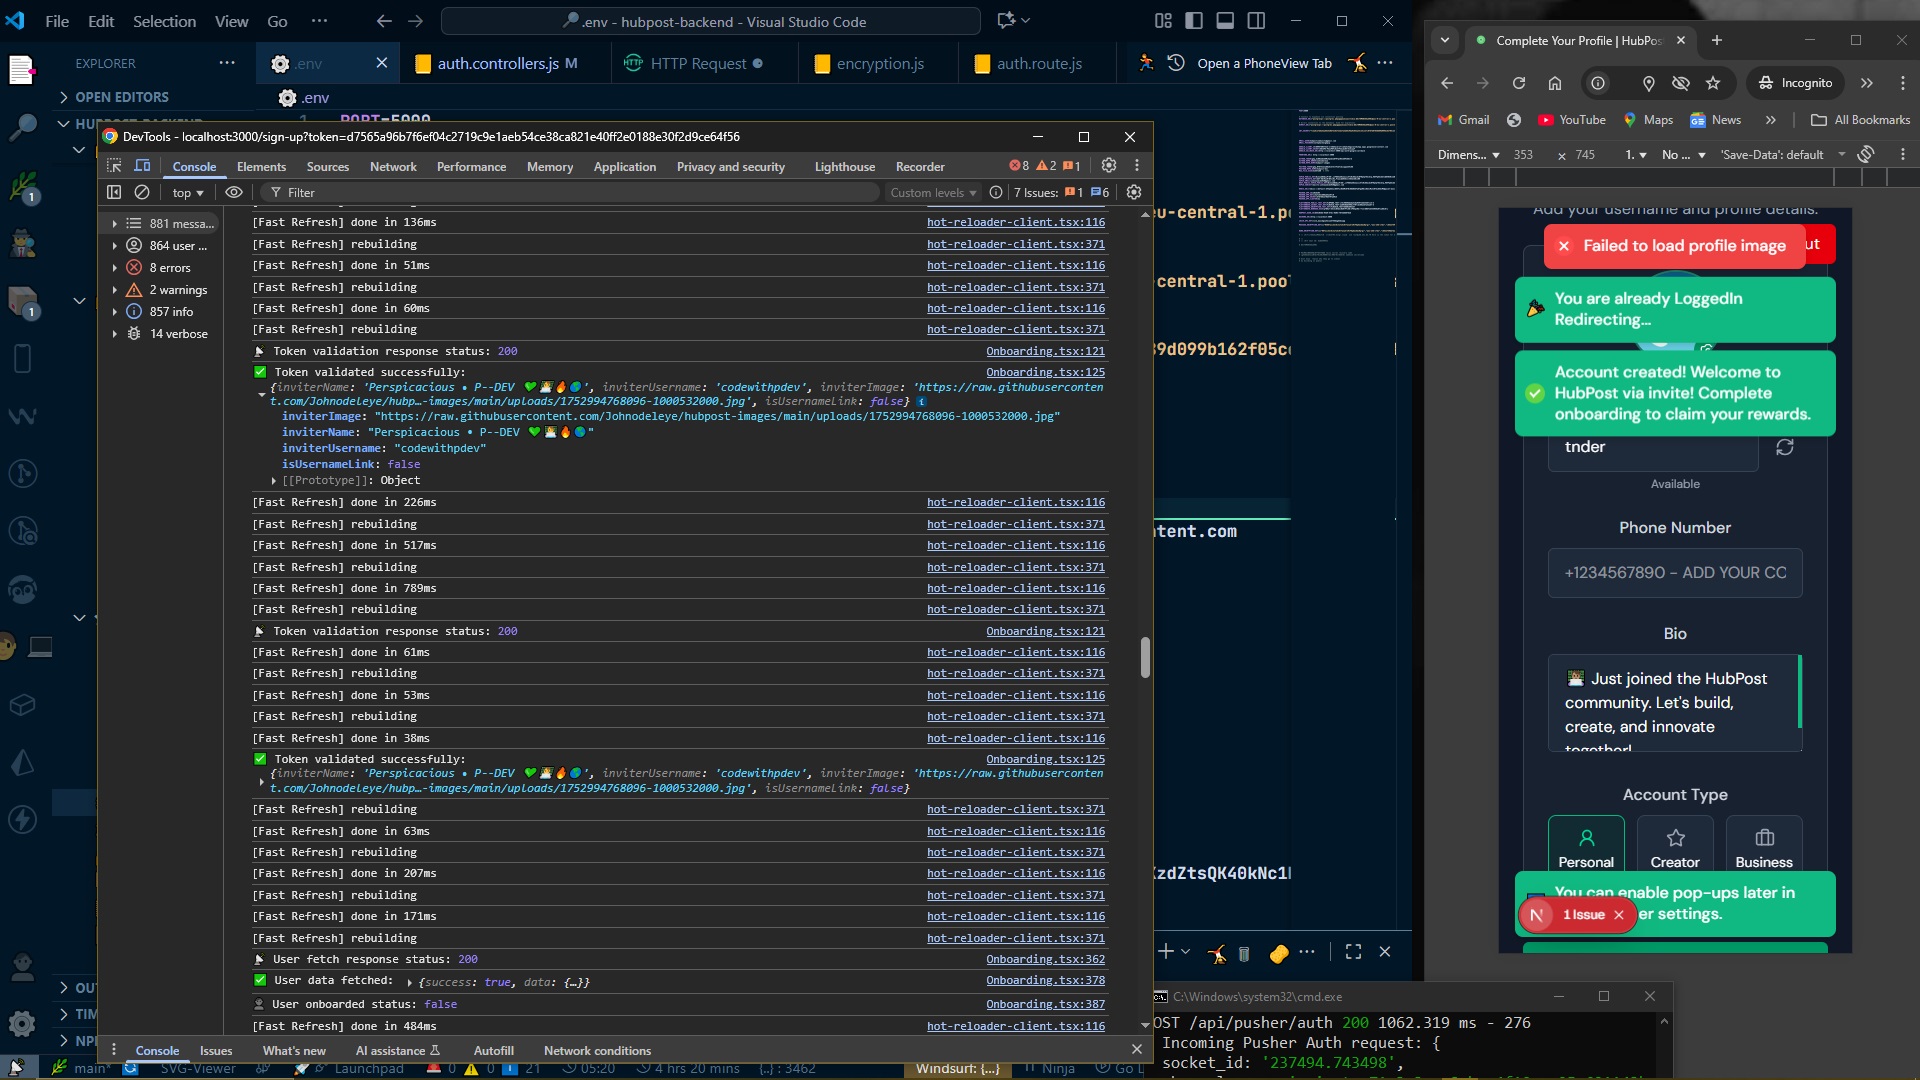 File Edit Selection View Go ···
.env - hubpost-backend - Visual Studio Code
EXPLORER ···
.env
auth.controllers.js M
HTTP Request
encryption.js
auth.route.js
Open a PhoneView Tab
OPEN EDITORS
.env
1 PORT=5000
DevTools - localhost:3000/sign-up?token=d7565a96b7f6ef04c2719c9e1aeb54ce38ca821e40ff2e0188e30f2d9ce64f56
Console Elements Sources Network Performance Memory Application Privacy and security Lighthouse Recorder 8 2 1
top Filter Custom levels 7 Issues: 1 6
881 messa...
864 user ...
8 errors
2 warnings
857 info
14 verbose
[Fast Refresh] done in 136ms hot-reloader-client.tsx:116
[Fast Refresh] rebuilding hot-reloader-client.tsx:371
[Fast Refresh] done in 51ms hot-reloader-client.tsx:116
[Fast Refresh] rebuilding hot-reloader-client.tsx:371
[Fast Refresh] done in 60ms hot-reloader-client.tsx:116
[Fast Refresh] rebuilding hot-reloader-client.tsx:371
Token validation response status: 200 Onboarding.tsx:121
✅ Token validated successfully: Onboarding.tsx:125
{inviterName: 'Perspicacious • P--DEV 💚👨‍💻🔥🌎', inviterUsername: 'codewithpdev', inviterImage: 'https://raw.githubuserconten
t.com/Johnodeleye/hubp…-images/main/uploads/1752994768096-1000532000.jpg', isUsernameLink: false}
inviterImage: "https://raw.githubusercontent.com/Johnodeleye/hubpost-images/main/uploads/1752994768096-1000532000.jpg"
inviterName: "Perspicacious • P--DEV 💚👨‍💻🔥🌎"
inviterUsername: "codewithpdev"
isUsernameLink: false
[[Prototype]]: Object
[Fast Refresh] done in 226ms hot-reloader-client.tsx:116
[Fast Refresh] rebuilding hot-reloader-client.tsx:371
[Fast Refresh] done in 517ms hot-reloader-client.tsx:116
[Fast Refresh] rebuilding hot-reloader-client.tsx:371
[Fast Refresh] done in 789ms hot-reloader-client.tsx:116
[Fast Refresh] rebuilding hot-reloader-client.tsx:371
Token validation response status: 200 Onboarding.tsx:121
[Fast Refresh] done in 61ms hot-reloader-client.tsx:116
[Fast Refresh] rebuilding hot-reloader-client.tsx:371
[Fast Refresh] done in 53ms hot-reloader-client.tsx:116
[Fast Refresh] rebuilding hot-reloader-client.tsx:371
[Fast Refresh] done in 38ms hot-reloader-client.tsx:116
✅ Token validated successfully: Onboarding.tsx:125
{inviterName: 'Perspicacious • P--DEV 💚👨‍💻🔥🌎', inviterUsername: 'codewithpdev', inviterImage: 'https://raw.githubuserconten
t.com/Johnodeleye/hubp…-images/main/uploads/1752994768096-1000532000.jpg', isUsernameLink: false}
[Fast Refresh] rebuilding hot-reloader-client.tsx:371
[Fast Refresh] done in 63ms hot-reloader-client.tsx:116
[Fast Refresh] rebuilding hot-reloader-client.tsx:371
[Fast Refresh] done in 207ms hot-reloader-client.tsx:116
[Fast Refresh] rebuilding hot-reloader-client.tsx:371
[Fast Refresh] done in 171ms hot-reloader-client.tsx:116
[Fast Refresh] rebuilding hot-reloader-client.tsx:371
User fetch response status: 200 Onboarding.tsx:362
✅ User data fetched: {success: true, data: {…}} Onboarding.tsx:378
User onboarded status: false Onboarding.tsx:387
[Fast Refresh] done in 484ms hot-reloader-client.tsx:116
Console Issues What's new AI assistance Autofill Network conditions
main* SVG-Viewer Launchpad 0 0 21 05:20 4 hrs 20 mins {..} : 3462 Windsurf: {...} Ninja
eu-central-1.po
central-1.pool
39d099b162f05c
tent.com
zdZtsQK40kNc1
C:\Windows\system32\cmd.exe
OST /api/pusher/auth 200 1062.319 ms - 276
Incoming Pusher Auth request: {
socket_id: '237494.743498',
Complete Your Profile | HubPos
Incognito
Gmail YouTube Maps News All Bookmarks
Dimens... 353 x 745 1. No ... 'Save-Data': default
Add your username and profile details.
Failed to load profile image
ut
You are already LoggedIn
Redirecting...
Account created! Welcome to
HubPost via invite! Complete
onboarding to claim your rewards.
tnder
Available
Phone Number
+1234567890 - ADD YOUR CC
Bio
👨‍💻 Just joined the HubPost
community. Let's build,
create, and innovate
together!
Account Type
Personal Creator Business
You can enable pop-ups later in
er settings.
N 1 Issue